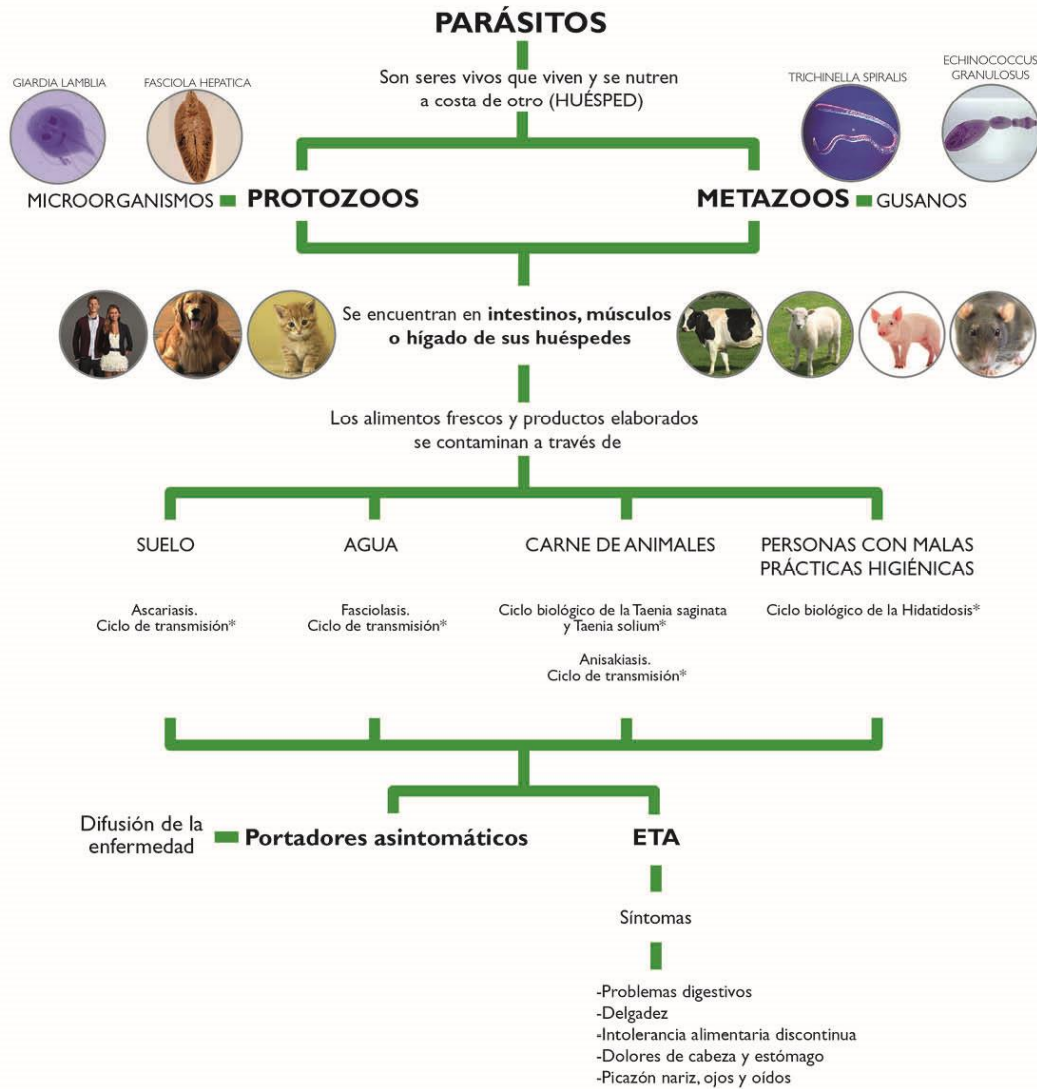 PARÁSITOS
Son seres vivos que viven y se nutren
a costa de otro (HUÉSPED)
GIARDIA LAMBLIA
FASCIOLA HEPATICA
TRICHINELLA SPIRALIS
ECHINOCOCCUS
GRANULOSUS
MICROORGANISMOS
PROTOZOOS
METAZOOS
GUSANOS
Se encuentran en intestinos, músculos
o hígado de sus huéspedes
Los alimentos frescos y productos elaborados
se contaminan a través de
SUELO
AGUA
CARNE DE ANIMALES
PERSONAS CON MALAS
PRÁCTICAS HIGIÉNICAS
Ascariasis.
Ciclo de transmisión*
Fasciolasis.
Ciclo de transmisión*
Ciclo biológico de la Taenia saginata
y Taenia solium*
Anisakiasis.
Ciclo de transmisión*
Ciclo biológico de la Hidatidosis*
Difusión de la
enfermedad
Portadores asintomáticos
ETA
Síntomas
-Problemas digestivos
-Delgadez
-Intolerancia alimentaria discontinua
-Dolores de cabeza y estómago
-Picazón nariz, ojos y oídos